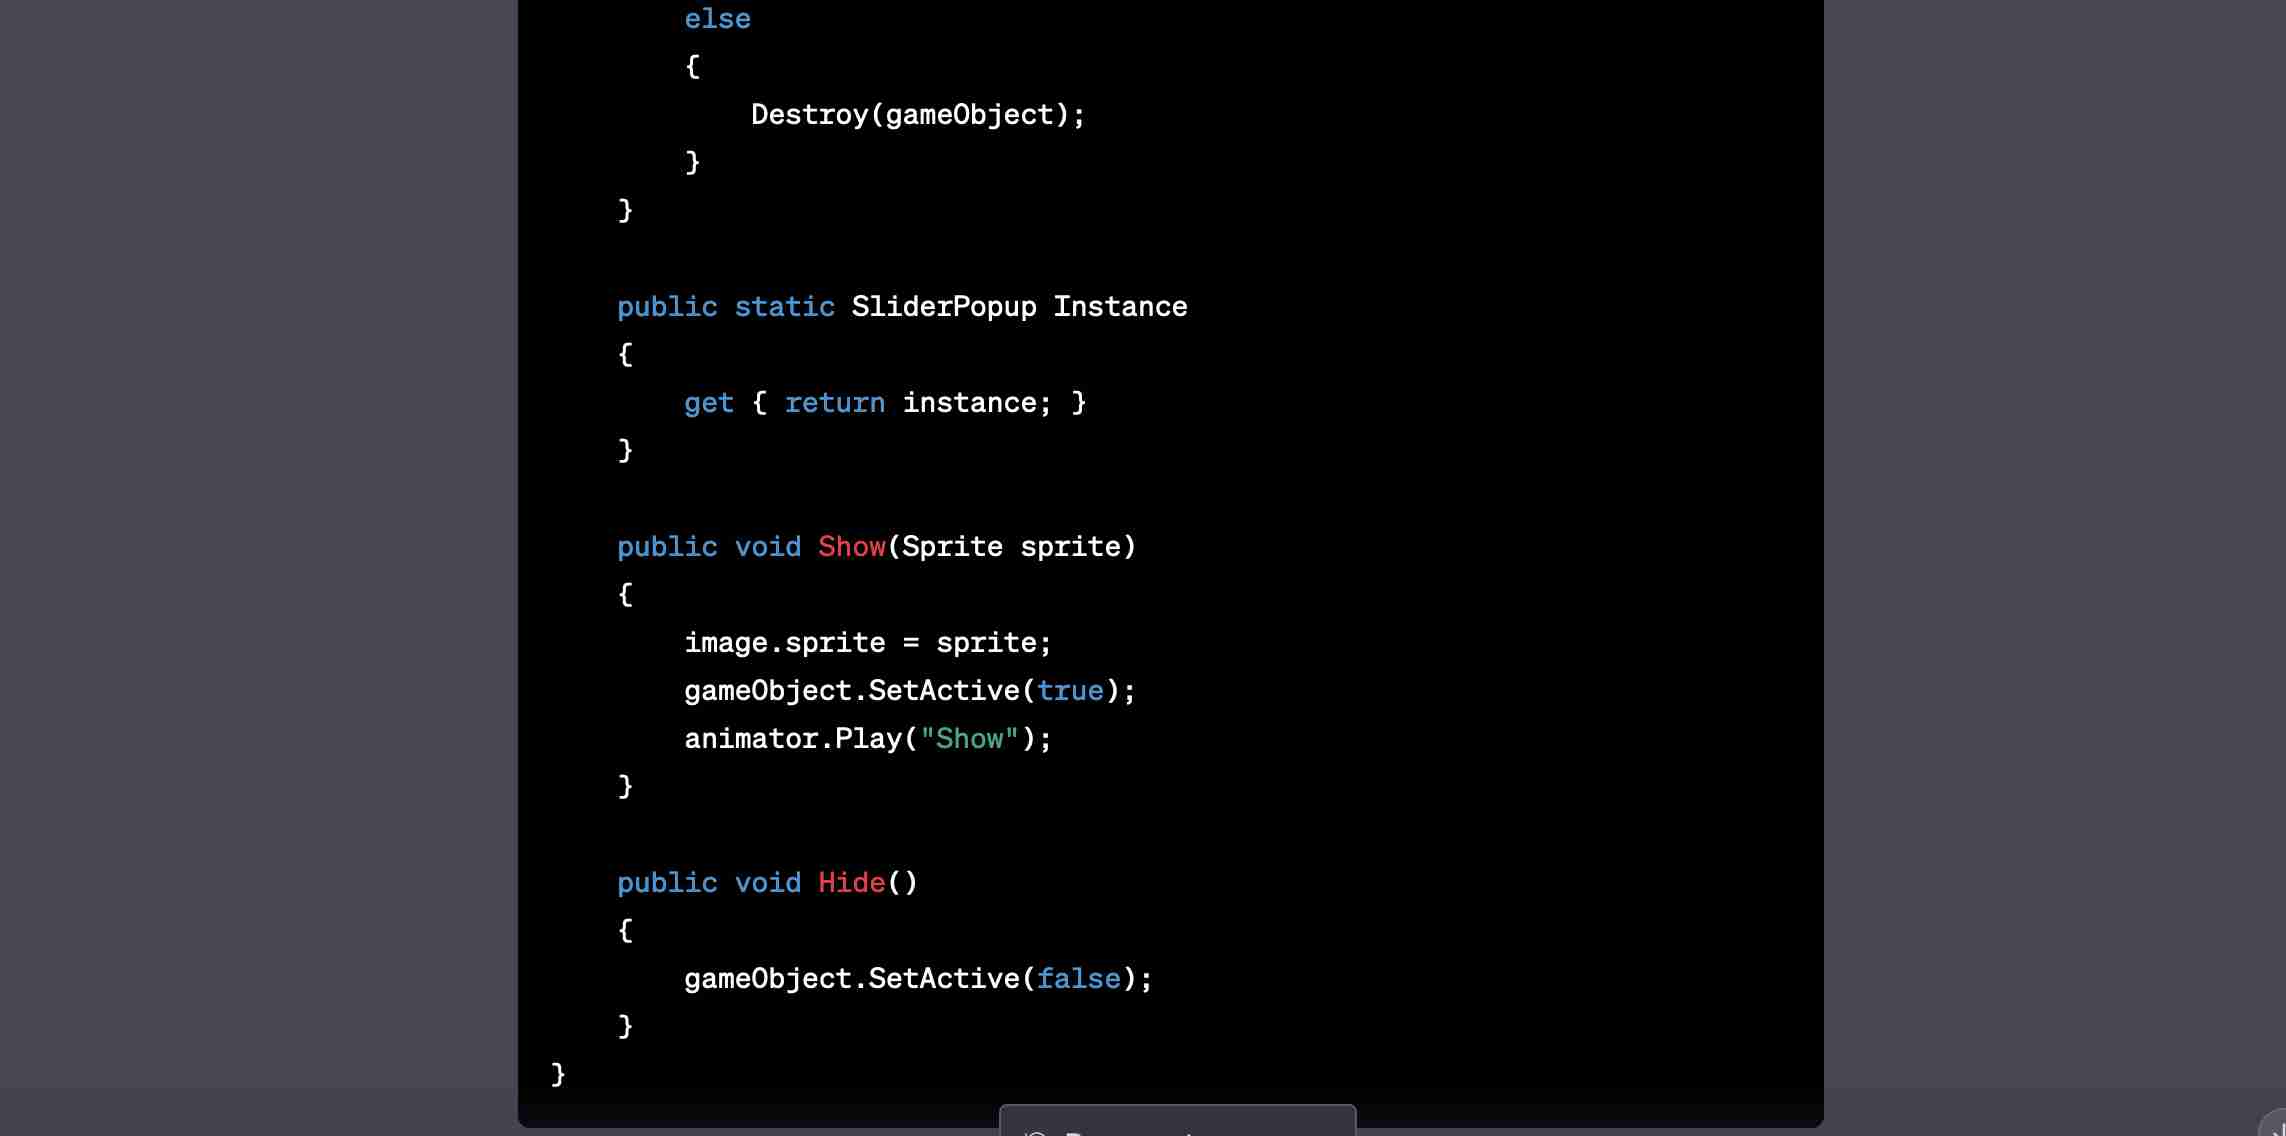 else
{
Destroy(gameObject);
}
}
public static SliderPopup Instance
{
get { return instance; }
}
public void Show(Sprite sprite)
{
image.sprite = sprite;
gameObject.SetActive(true);
animator.Play("Show");
}
public void Hide()
{
gameObject.SetActive(false);
}
}